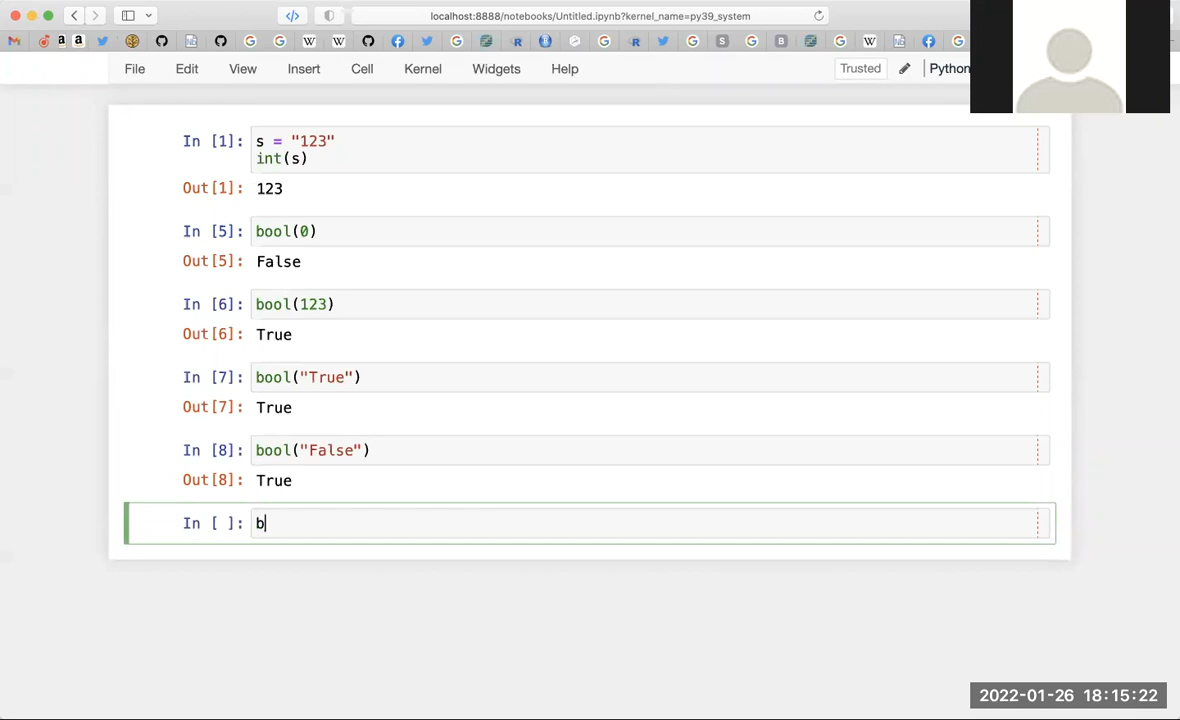 localhost:8888/notebooks/Untitled.ipynb?kernel_name=py39_system
File Edit View Insert Cell Kernel Widgets Help Trusted Python
In [1]: s = "123"
int(s)
Out[1]: 123
In [5]: bool(0)
Out[5]: False
In [6]: bool(123)
Out[6]: True
In [7]: bool("True")
Out[7]: True
In [8]: bool("False")
Out[8]: True
In [ ]: b
2022-01-26 18:15:22